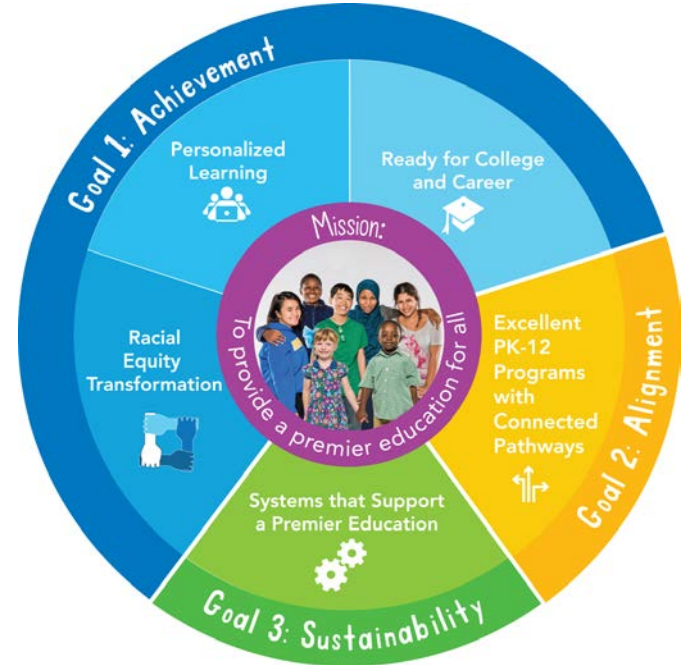 Goal 1: Achievement
Personalized
Learning
Ready for College
and Career
Racial
Equity
Transformation
Mission:
To provide a premier education for all
Excellent
PK-12
Programs
with
Connected
Pathways
Goal 2: Alignment
Systems that Support
a Premier Education
Goal 3: Sustainability